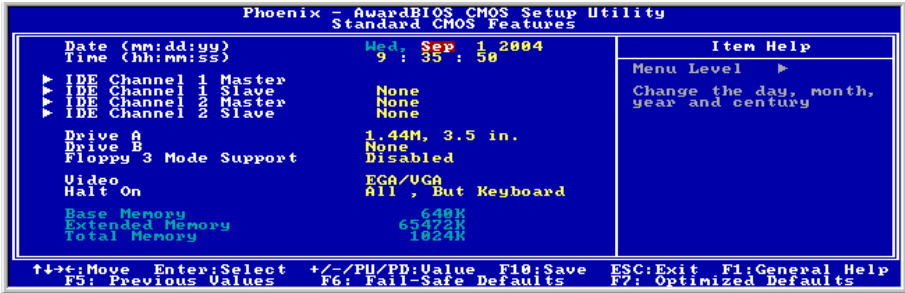 Phoenix - AwardBIOS CMOS Setup Utility
Standard CMOS Features
Date (mm:dd:yy) Wed, Sep 1 2004
Time (hh:mm:ss) 9 : 35 : 50
IDE Channel 1 Master
IDE Channel 1 Slave None
IDE Channel 2 Master None
IDE Channel 2 Slave None
Drive A 1.44M, 3.5 in.
Drive B None
Floppy 3 Mode Support Disabled
Video EGA/VGA
Halt On All , But Keyboard
Base Memory 640K
Extended Memory 65472K
Total Memory 1024K
Item Help
Menu Level
Change the day, month,
year and century
↑↓→←:Move Enter:Select +/-/PU/PD:Value F10:Save ESC:Exit F1:General Help
F5: Previous Values F6: Fail-Safe Defaults F7: Optimized Defaults